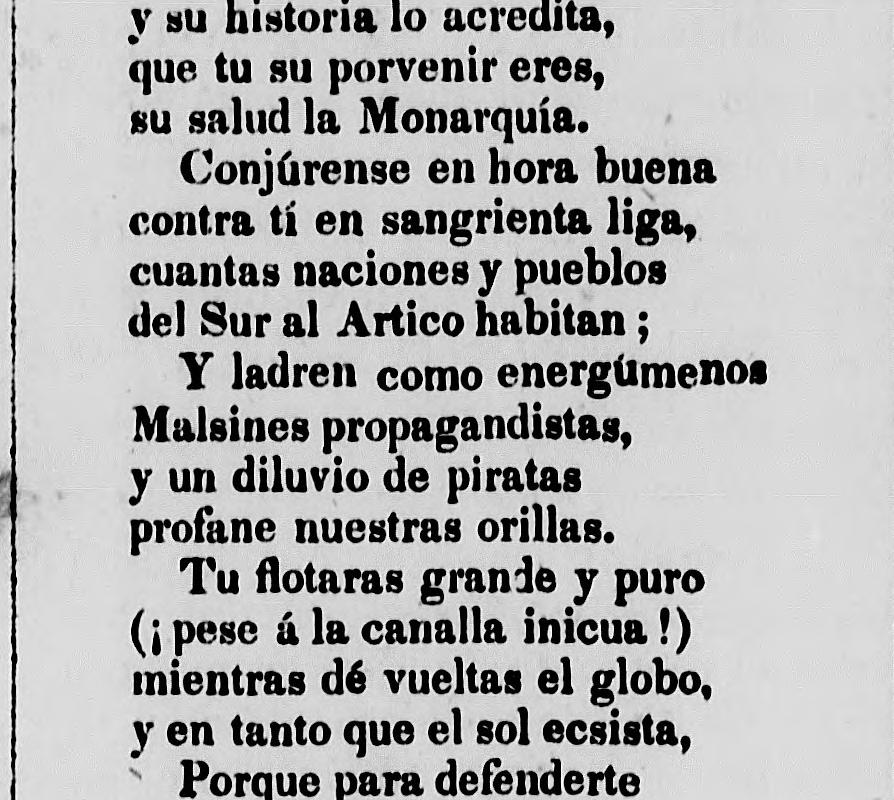 y su historia lo acredita,
que tu su porvenir eres,
su salud la Monarquía.
Conjúrense en hora buena
contra tí en sangrienta liga,
cuantas naciones y pueblos
del Sur al Artico habitan ;
Y ladren como energúmenos
Malsines propagandistas,
y un diluvio de piratas
profane nuestras orillas.
Tu flotaras grande y puro
(¡ pese á la canalla inicua !)
mientras dé vueltas el globo,
y en tanto que el sol ecsista,
Porque para defenderte